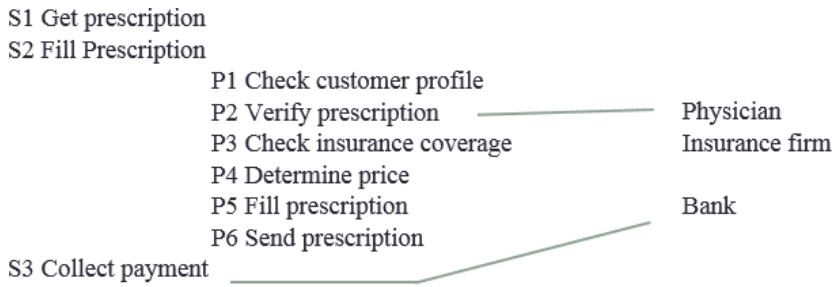 S1 Get prescription
S2 Fill Prescription
P1 Check customer profile
P2 Verify prescription Physician
P3 Check insurance coverage Insurance firm
P4 Determine price
P5 Fill prescription Bank
P6 Send prescription
S3 Collect payment